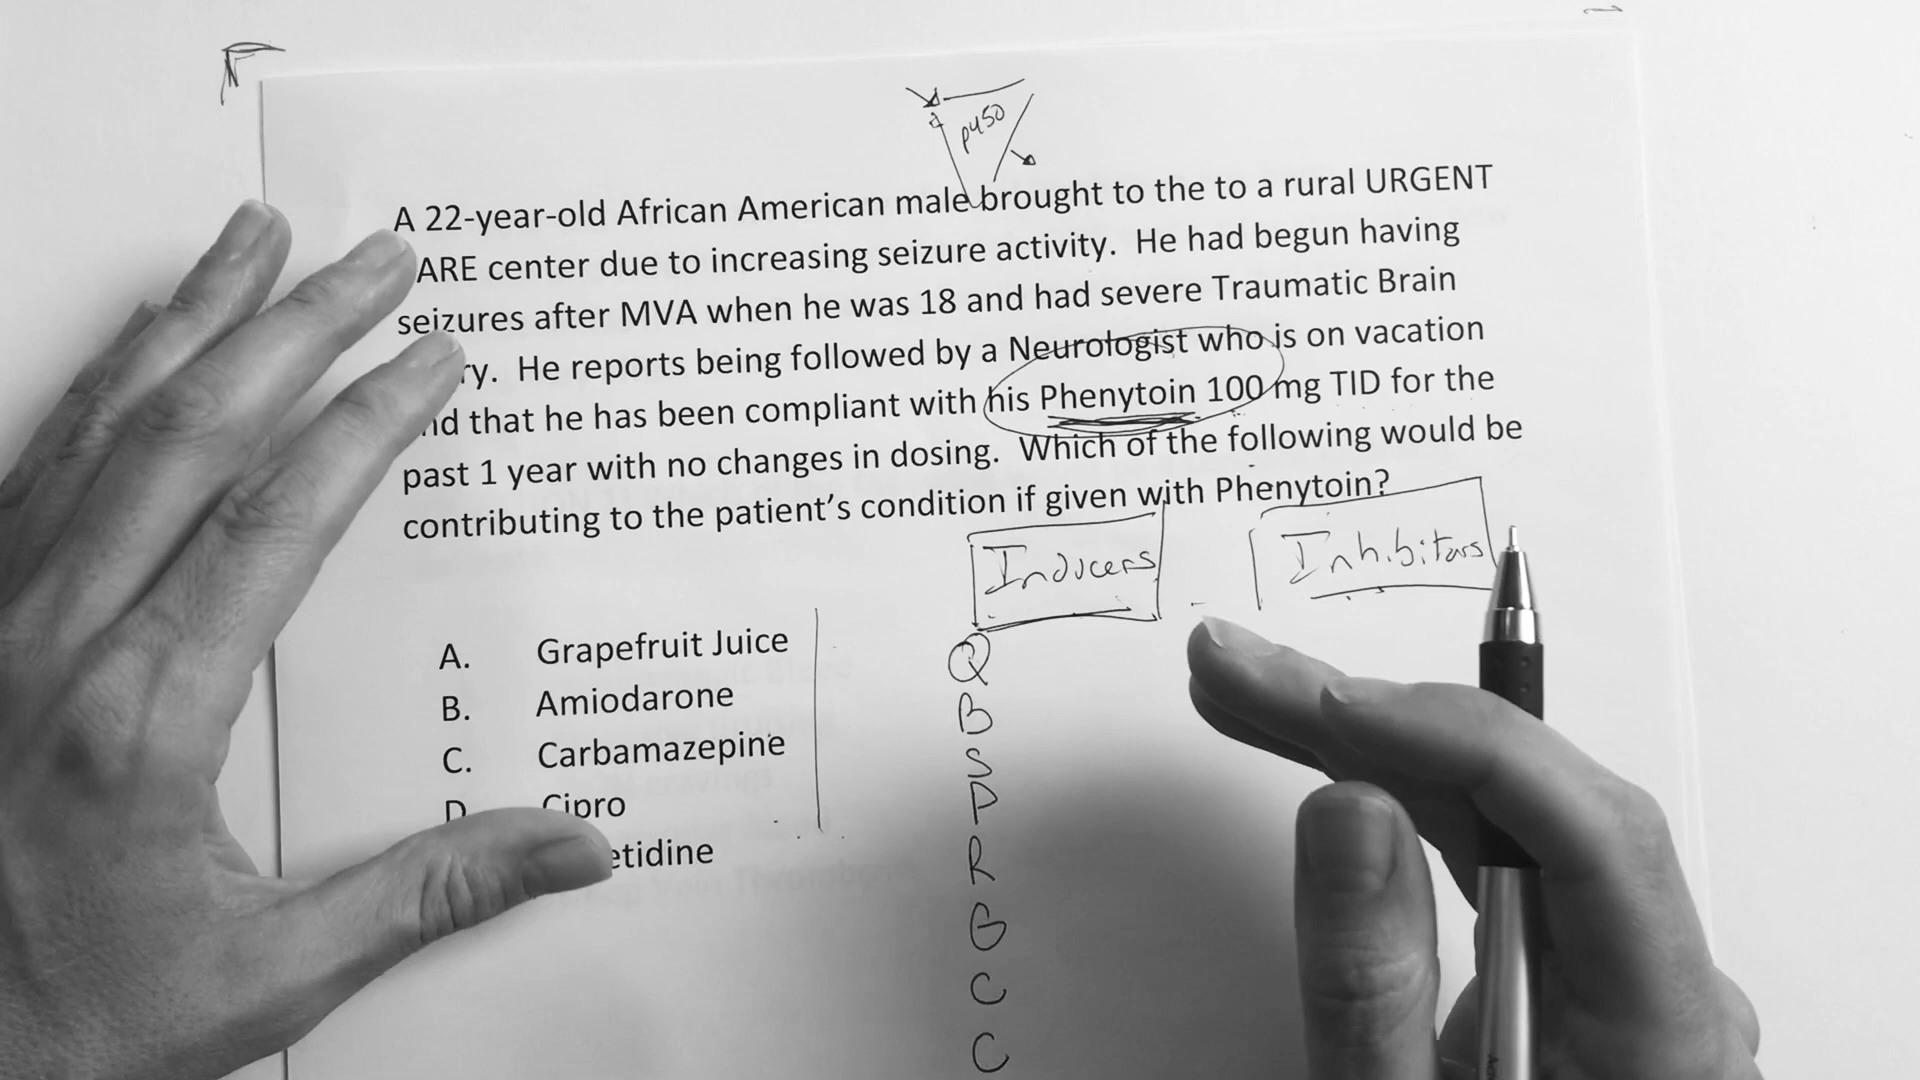 p450
A 22-year-old African American male brought to the to a rural URGENT
ARE center due to increasing seizure activity. He had begun having
seizures after MVA when he was 18 and had severe Traumatic Brain
ry. He reports being followed by a Neurologist who is on vacation
nd that he has been compliant with his Phenytoin 100 mg TID for the
past 1 year with no changes in dosing. Which of the following would be
contributing to the patient's condition if given with Phenytoin?
Inducers Inhibitors
A. Grapefruit Juice
B. Amiodarone
C. Carbamazepine
D. Cipro
etidine
Q
B
S
P
R
G
C
C